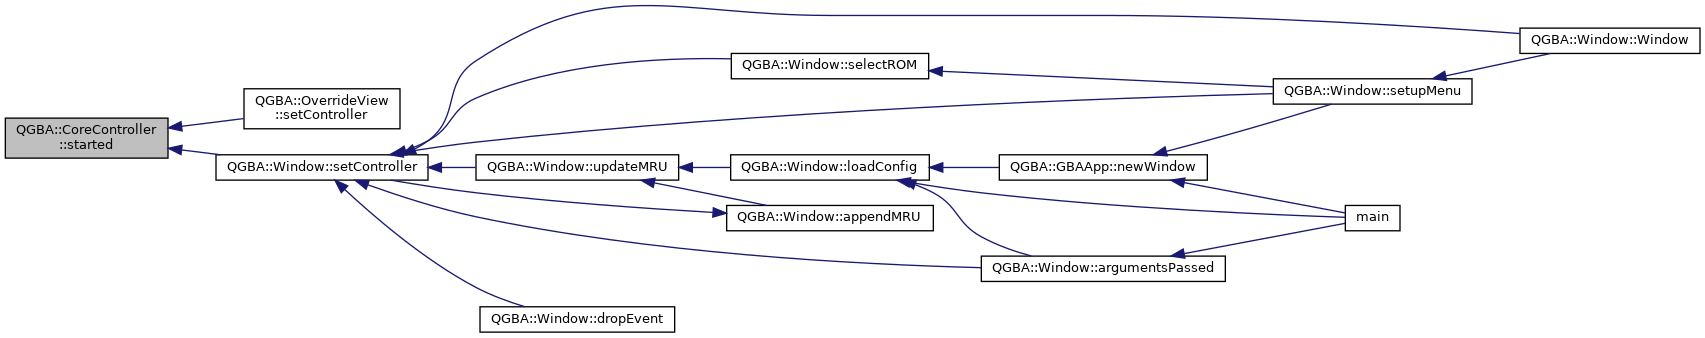 QGBA::CoreController
::started
QGBA::OverrideView
::setController
QGBA::Window::setController
QGBA::Window::updateMRU
QGBA::Window::appendMRU
QGBA::Window::dropEvent
QGBA::Window::selectROM
QGBA::Window::loadConfig
QGBA::GBAApp::newWindow
QGBA::Window::argumentsPassed
QGBA::Window::setupMenu
main
QGBA::Window::Window